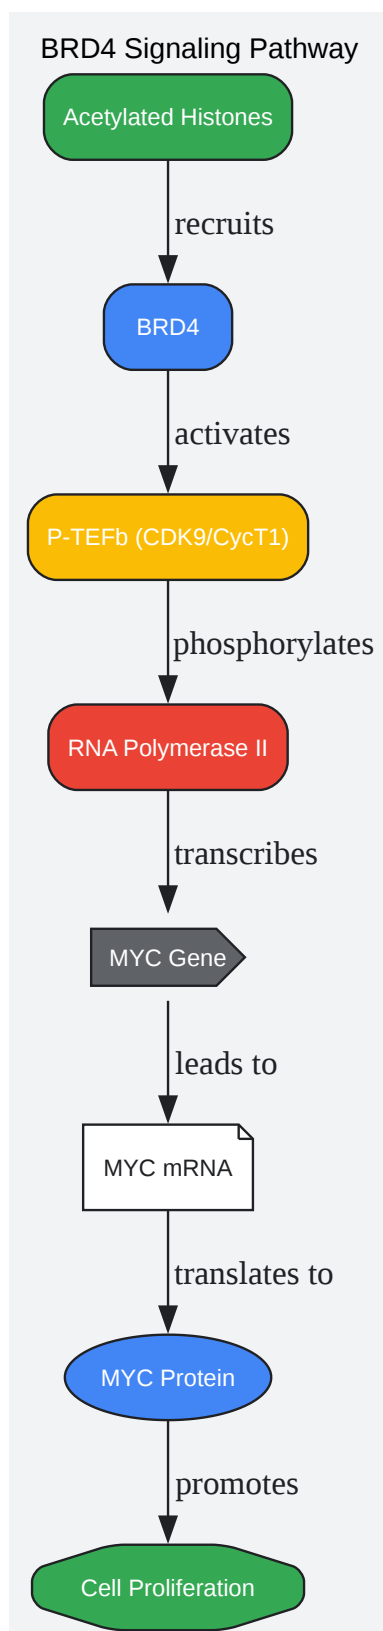 BRD4 Signaling Pathway
Acetylated Histones
recruits
BRD4
activates
P-TEFb (CDK9/CycT1)
phosphorylates
RNA Polymerase II
transcribes
MYC Gene
leads to
MYC mRNA
translates to
MYC Protein
promotes
Cell Proliferation